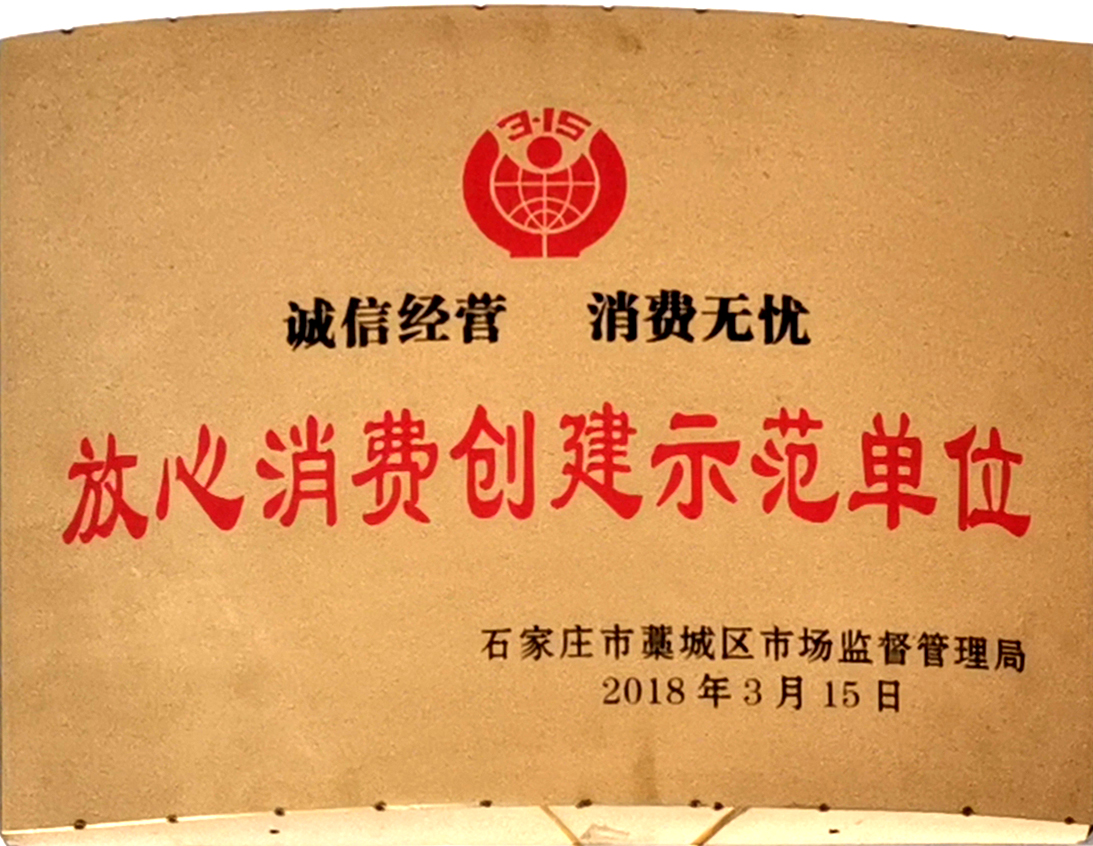 3·15
诚信经营 消费无忧
放心消费创建示范单位
石家庄市藁城区市场监督管理局
2018年3月15日